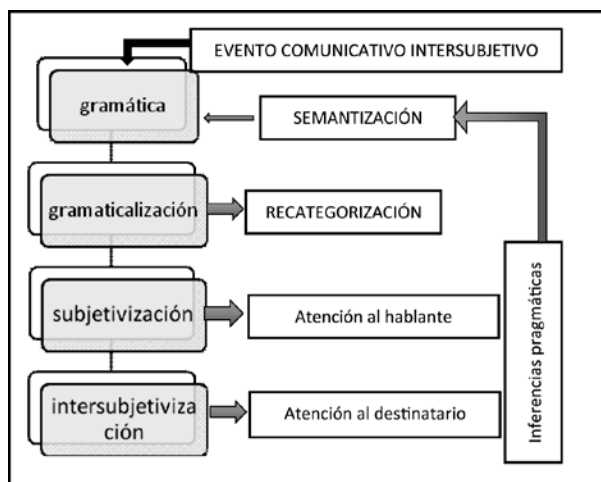 EVENTO COMUNICATIVO INTERSUBJETIVO
gramática
SEMANTIZACIÓN
gramaticalización
RECATEGORIZACIÓN
subjetivización
Atención al hablante
intersubjetiviza
ción
Atención al destinatario
Inferencias pragmáticas